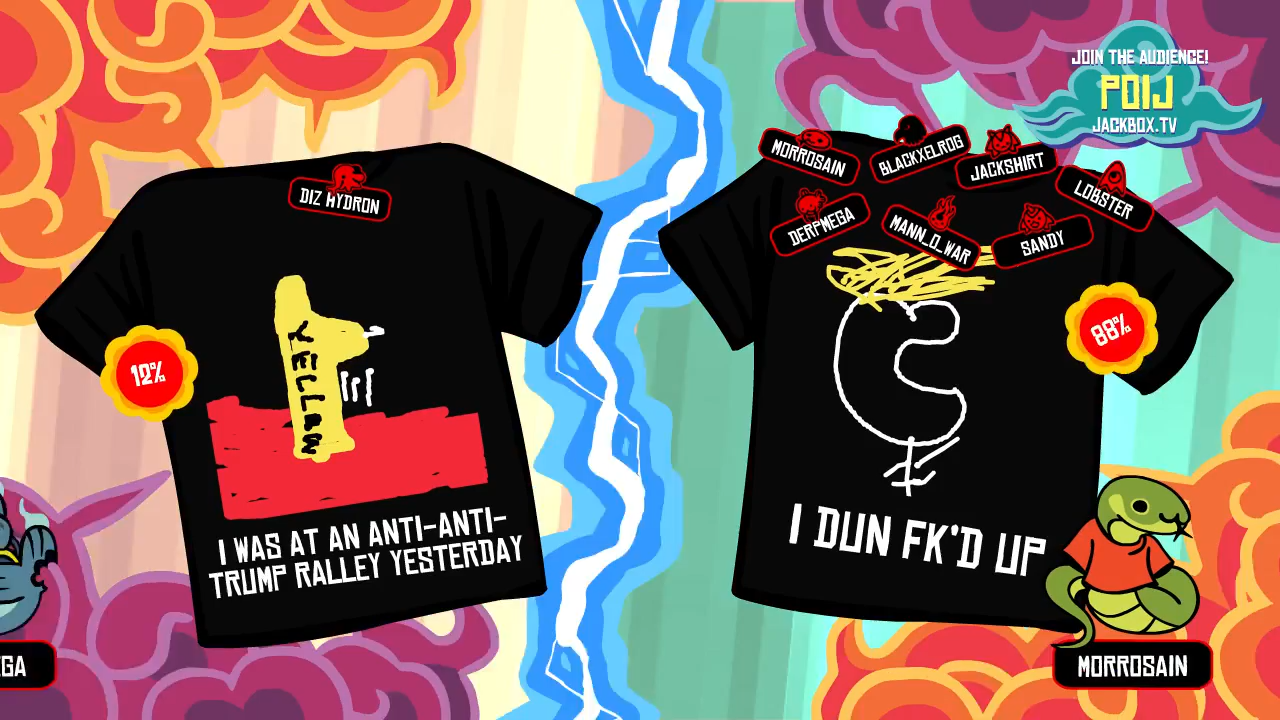 JOIN THE AUDIENCE!
POIJ
JACKBOX.TV
DIZ HYDRON
MORROSAIN
BLACKXELROG
JACKSHIRT
LOBSTER
DERPMEGA
MANN_O_WAR
SANDY
12%
88%
YELLAW
I WAS AT AN ANTI-ANTI-
TRUMP RALLEY YESTERDAY
I DUN FK'D UP
EGA
MORROSAIN